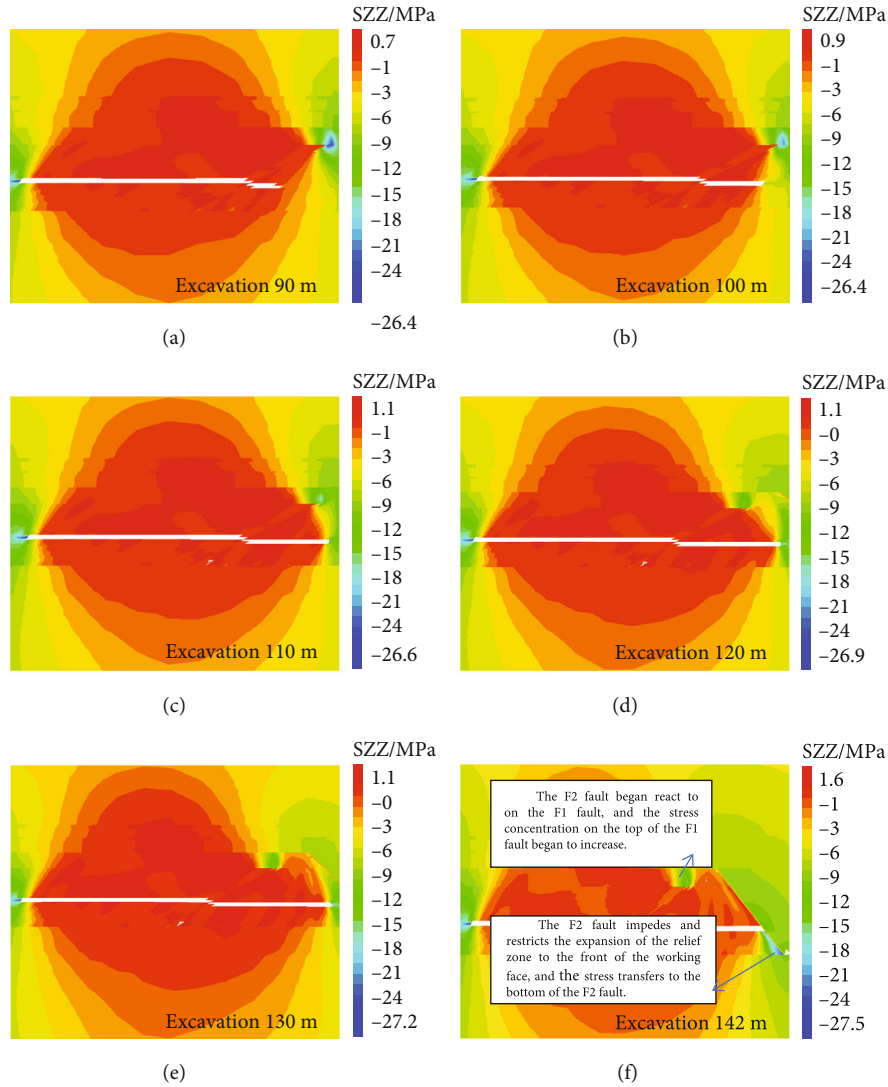 SZZ/MPa
0.7
–1
–3
–6
–9
–12
–15
–18
–21
–24
–26.4
Excavation 90 m
(a)
SZZ/MPa
0.9
–1
–3
–6
–9
–12
–15
–18
–21
–24
–26.4
Excavation 100 m
(b)
SZZ/MPa
1.1
–1
–3
–6
–9
–12
–15
–18
–21
–24
–26.6
Excavation 110 m
(c)
SZZ/MPa
1.1
–0
–3
–6
–9
–12
–15
–18
–21
–24
–26.9
Excavation 120 m
(d)
SZZ/MPa
1.1
–0
–3
–6
–9
–12
–15
–18
–21
–24
–27.2
Excavation 130 m
(e)
SZZ/MPa
1.6
–1
–3
–6
–9
–12
–15
–18
–21
–24
–27.5
The F2 fault began react to
on the F1 fault, and the stress
concentration on the top of the F1
fault began to increase.
The F2 fault impedes and
restricts the expansion of the relief
zone to the front of the working
face, and the stress transfers to the
bottom of the F2 fault.
Excavation 142 m
(f)